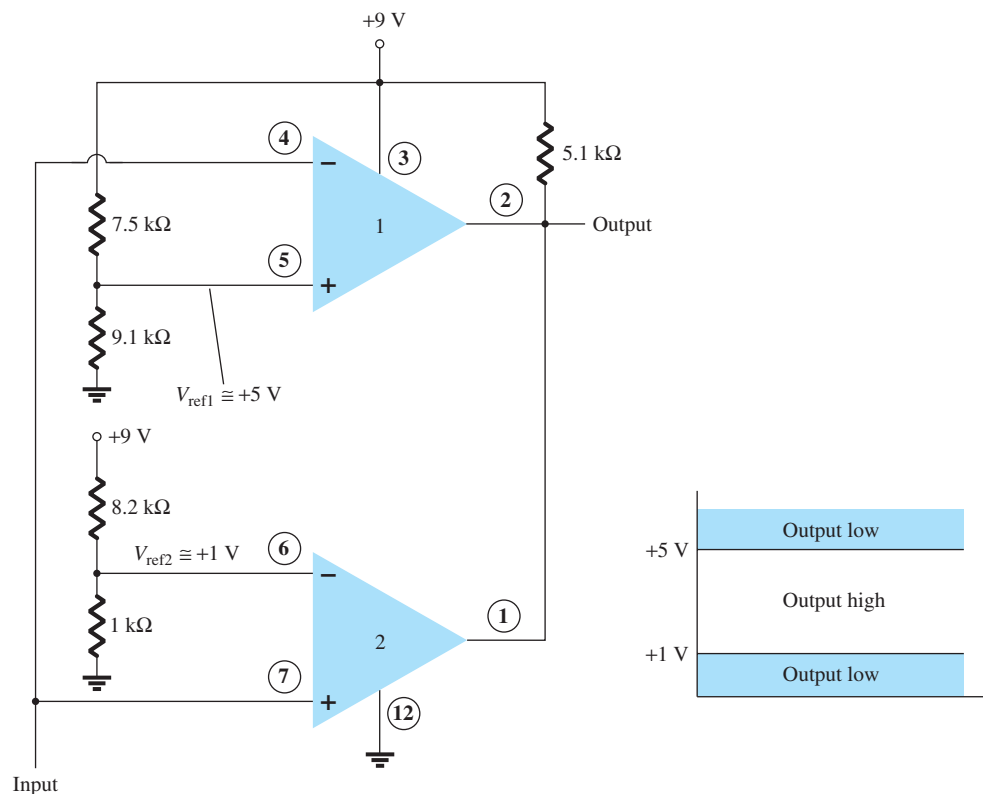 +9 V
4
3
5.1 kΩ
−
2
7.5 kΩ
1
Output
5
+
9.1 kΩ
V_ref1 ≅ +5 V
+9 V
8.2 kΩ
V_ref2 ≅ +1 V
6
−
Output low
+5 V
Output high
1 kΩ
2
1
+1 V
7
Output low
+
12
Input